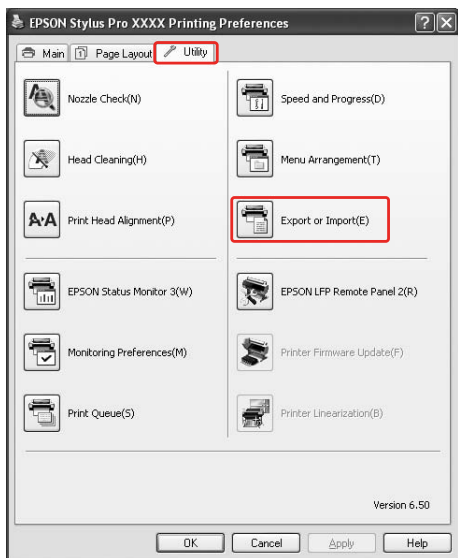 EPSON Stylus Pro XXXX Printing Preferences
Main Page Layout Utility
Nozzle Check(N)
Speed and Progress(D)
Head Cleaning(H)
Menu Arrangement(T)
A·A Print Head Alignment(P)
Export or Import(E)
EPSON Status Monitor 3(W)
EPSON LFP Remote Panel 2(R)
Monitoring Preferences(M)
Printer Firmware Update(F)
Print Queue(S)
Printer Linearization(B)
Version 6.50
OK Cancel Apply Help